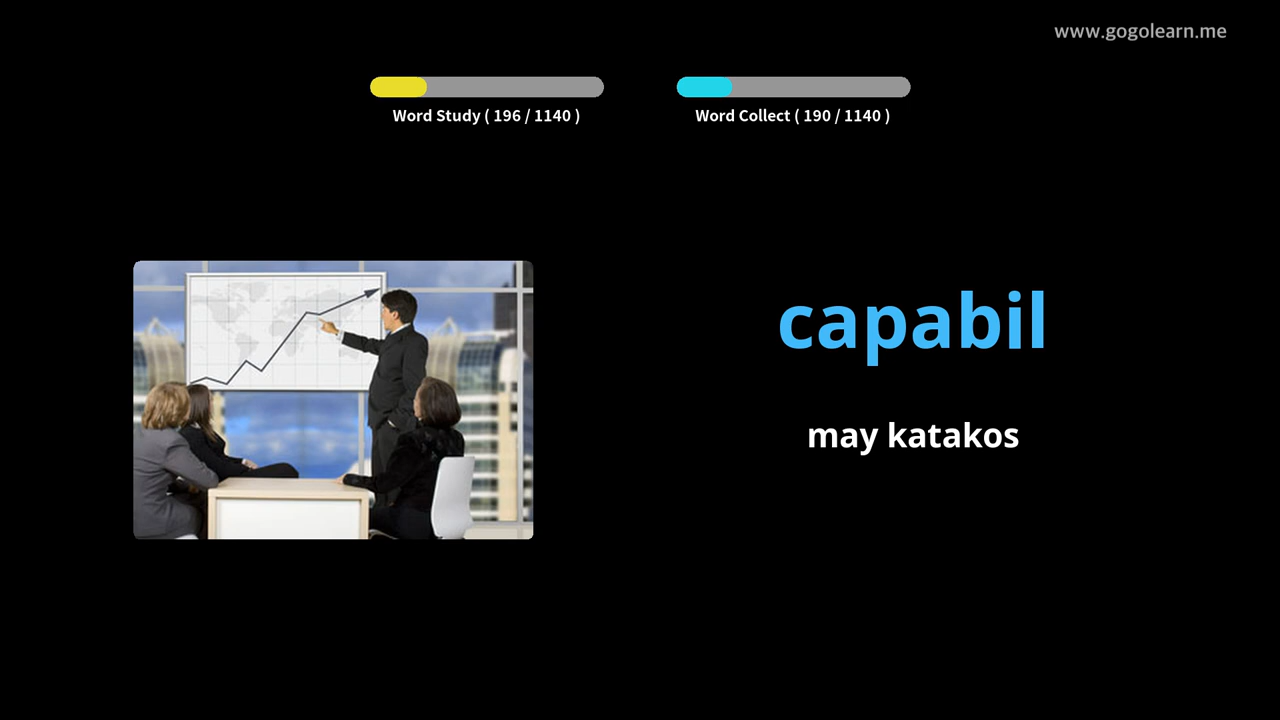 www.gogolearn.me
Word Study ( 196 / 1140 )
Word Collect ( 190 / 1140 )
capabil
may katakos